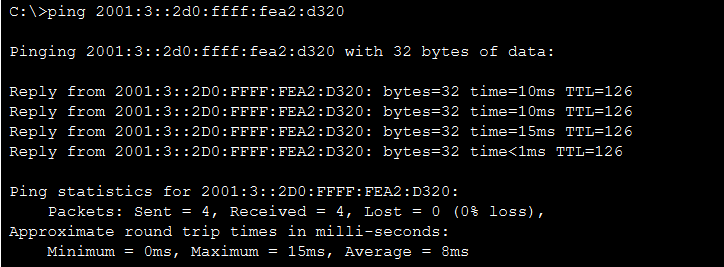 C:\>ping 2001:3::2d0:ffff:fea2:d320
Pinging 2001:3::2d0:ffff:fea2:d320 with 32 bytes of data:
Reply from 2001:3::2D0:FFFF:FEA2:D320: bytes=32 time=10ms TTL=126
Reply from 2001:3::2D0:FFFF:FEA2:D320: bytes=32 time=10ms TTL=126
Reply from 2001:3::2D0:FFFF:FEA2:D320: bytes=32 time=15ms TTL=126
Reply from 2001:3::2D0:FFFF:FEA2:D320: bytes=32 time<1ms TTL=126
Ping statistics for 2001:3::2D0:FFFF:FEA2:D320:
Packets: Sent = 4, Received = 4, Lost = 0 (0% loss),
Approximate round trip times in milli-seconds:
Minimum = 0ms, Maximum = 15ms, Average = 8ms